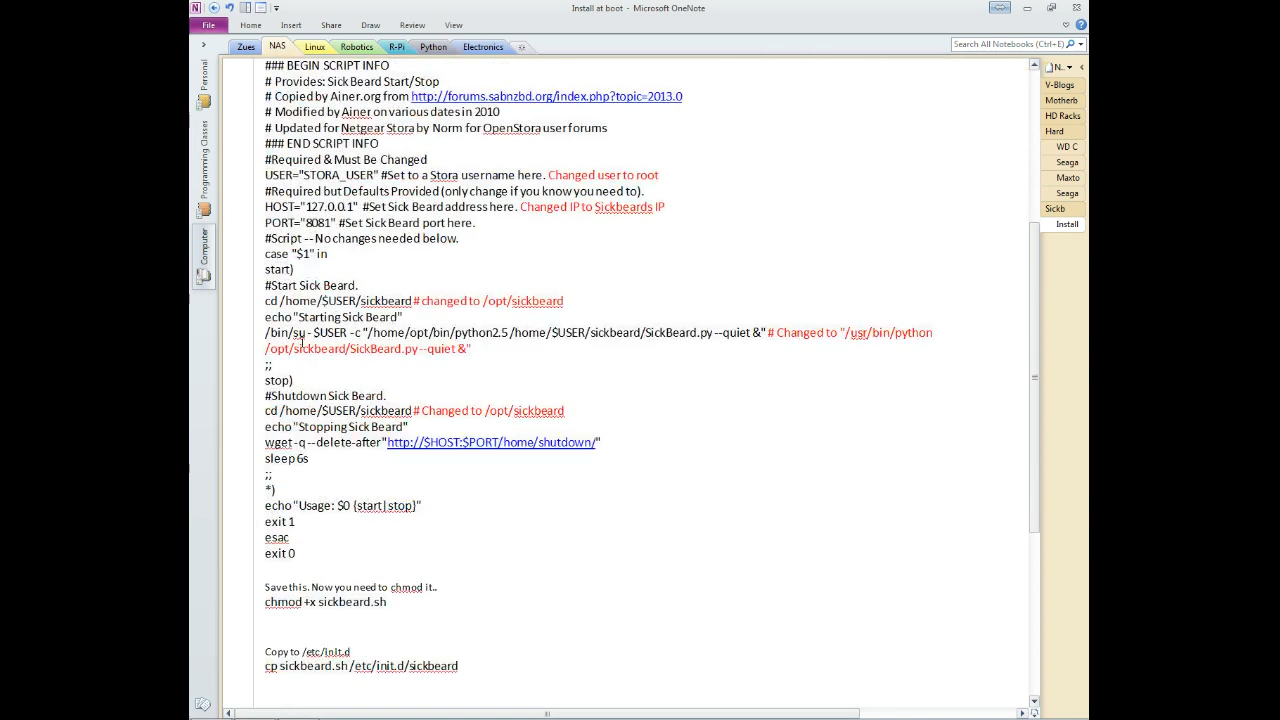 Install at boot - Microsoft OneNote
File Home Insert Share Draw Review View
Zues NAS Linux Robotics R-Pi Python Electronics
Search All Notebooks (Ctrl+E)
Personal
Programming Classes
Computer
### BEGIN SCRIPT INFO
# Provides: Sick Beard Start/Stop
# Copied by Ainer.org from http://forums.sabnzbd.org/index.php?topic=2013.0
# Modified by Ainer on various dates in 2010
# Updated for Netgear Stora by Norm for OpenStora user forums
### END SCRIPT INFO
#Required & Must Be Changed
USER="STORA_USER" #Set to a Stora username here. Changed user to root
#Required but Defaults Provided (only change if you know you need to).
HOST="127.0.0.1" #Set Sick Beard address here. Changed IP to Sickbeards IP
PORT="8081" #Set Sick Beard port here.
#Script -- No changes needed below.
case "$1" in
start)
#Start Sick Beard.
cd /home/$USER/sickbeard # changed to /opt/sickbeard
echo "Starting Sick Beard"
/bin/su - $USER -c "/home/opt/bin/python2.5 /home/$USER/sickbeard/SickBeard.py --quiet &" # Changed to "/usr/bin/python
/opt/sickbeard/SickBeard.py --quiet &"
;;
stop)
#Shutdown Sick Beard.
cd /home/$USER/sickbeard # Changed to /opt/sickbeard
echo "Stopping Sick Beard"
wget -q --delete-after "http://$HOST:$PORT/home/shutdown/"
sleep 6s
;;
*)
echo "Usage: $0 {start|stop}"
exit 1
esac
exit 0
Save this. Now you need to chmod it..
chmod +x sickbeard.sh
Copy to /etc/init.d
cp sickbeard.sh /etc/init.d/sickbeard
N..
V-Blogs
Motherb
HD Racks
Hard
WD C
Seaga
Maxto
Seaga
Sickb
Install